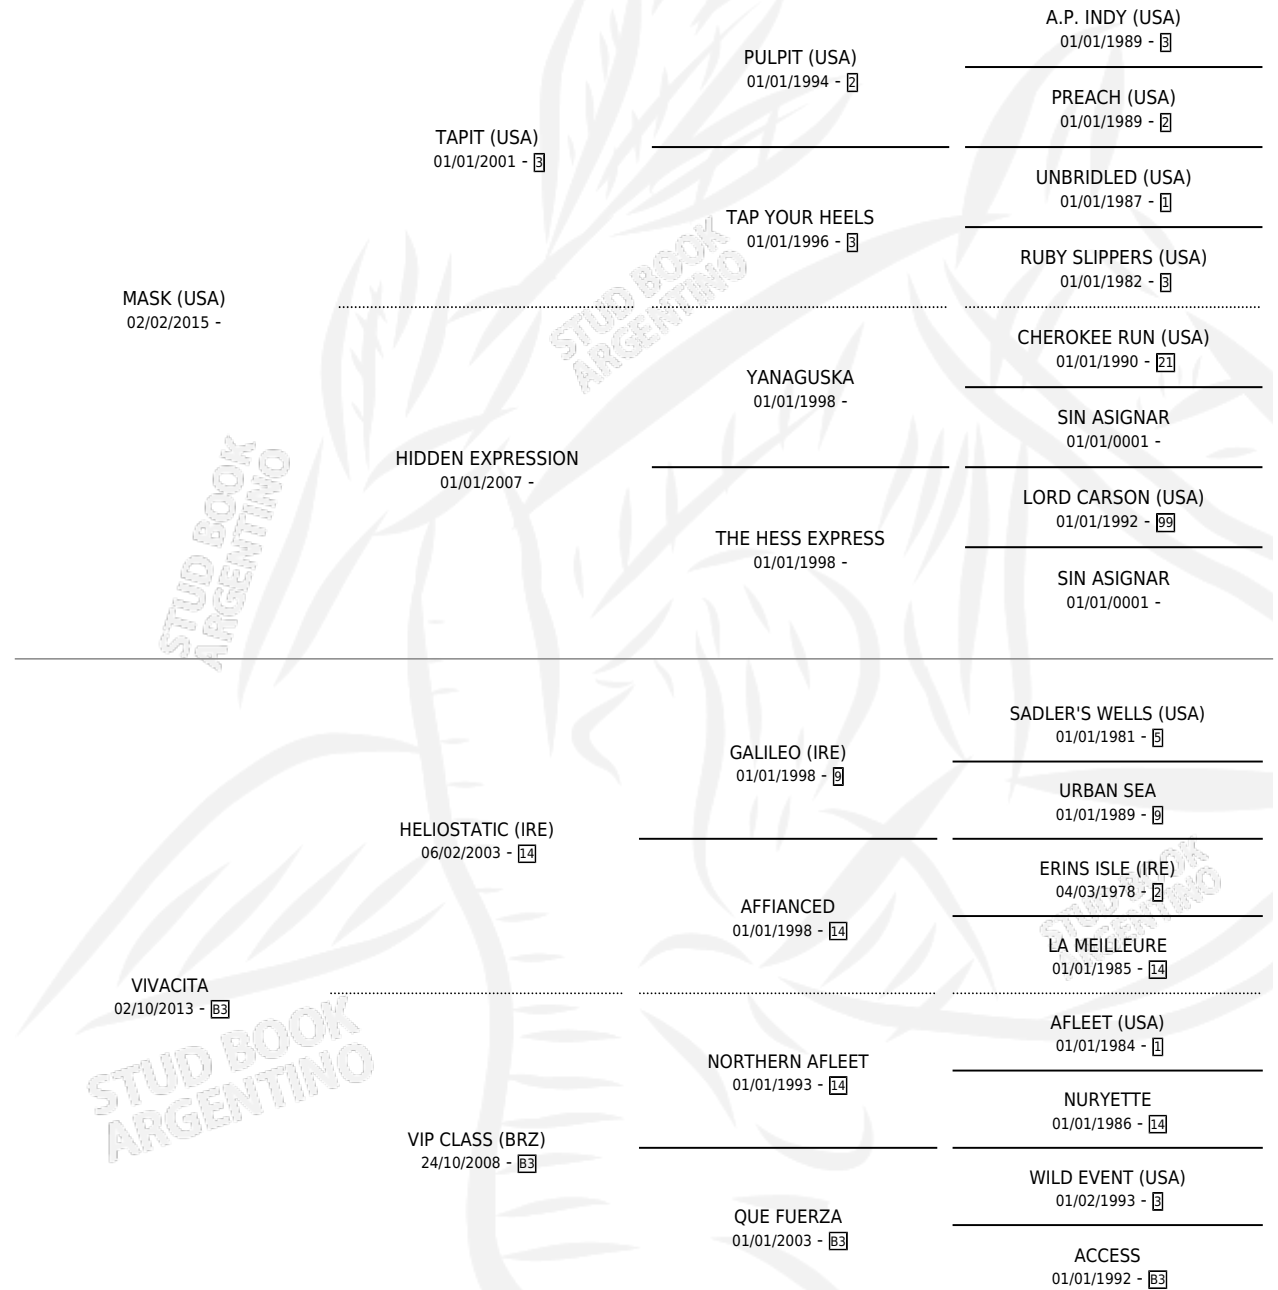 A.P. INDY (USA)
01/01/1989 - 3
PULPIT (USA)
01/01/1994 - 2
PREACH (USA)
01/01/1989 - 2
TAPIT (USA)
01/01/2001 - 3
UNBRIDLED (USA)
01/01/1987 - 1
TAP YOUR HEELS
01/01/1996 - 3
RUBY SLIPPERS (USA)
01/01/1982 - 3
MASK (USA)
02/02/2015 -
CHEROKEE RUN (USA)
01/01/1990 - 21
YANAGUSKA
01/01/1998 -
SIN ASIGNAR
01/01/0001 -
HIDDEN EXPRESSION
01/01/2007 -
LORD CARSON (USA)
01/01/1992 - 99
THE HESS EXPRESS
01/01/1998 -
SIN ASIGNAR
01/01/0001 -
STUD BOOK
ARGENTINO
STUD BOOK
ARGENTINO
SADLER'S WELLS (USA)
01/01/1981 - 5
GALILEO (IRE)
01/01/1998 - 9
URBAN SEA
01/01/1989 - 9
HELIOSTATIC (IRE)
06/02/2003 - 14
ERINS ISLE (IRE)
04/03/1978 - 2
AFFIANCED
01/01/1998 - 14
LA MEILLEURE
01/01/1985 - 14
VIVACITA
02/10/2013 - B3
AFLEET (USA)
01/01/1984 - 1
NORTHERN AFLEET
01/01/1993 - 14
NURYETTE
01/01/1986 - 14
VIP CLASS (BRZ)
24/10/2008 - B3
WILD EVENT (USA)
01/02/1993 - 3
QUE FUERZA
01/01/2003 - B3
ACCESS
01/01/1992 - B3
STUD BOOK
ARGENTINO
STUD BOOK
ARGENTINO